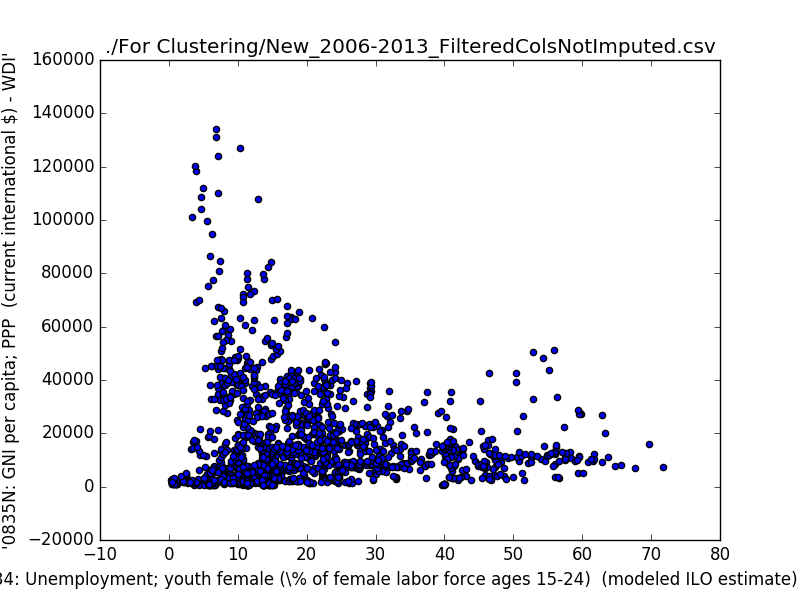 ./For Clustering/New_2006-2013_FilteredColsNotImputed.csv
160000
140000
120000
100000
80000
60000
40000
20000
0
−20000
'0835N: GNI per capita; PPP (current international $) - WDI'
−10 0 10 20 30 40 50 60 70 80
34: Unemployment; youth female (\% of female labor force ages 15-24) (modeled ILO estimate)